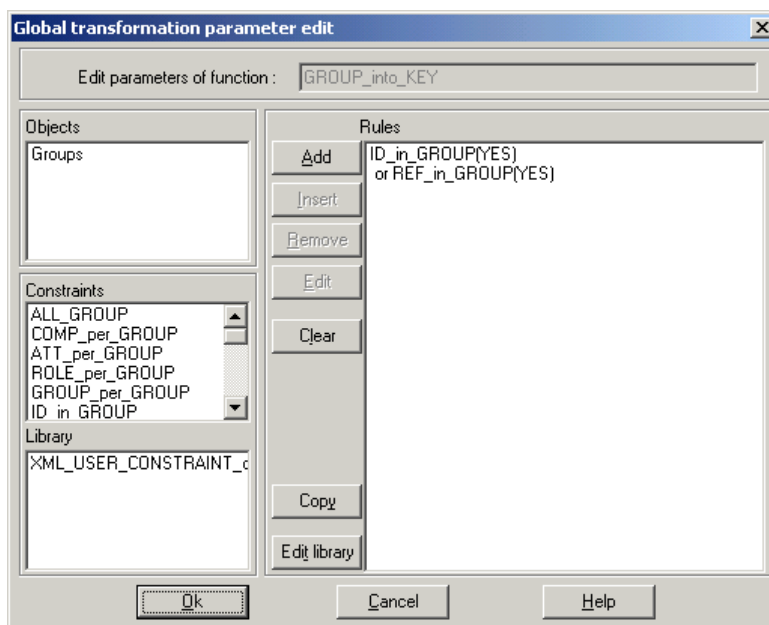 Global transformation parameter edit
Edit parameters of function :
GROUP_into_KEY
Objects
Groups
Constraints
ALL_GROUP
COMP_per_GROUP
ATT_per_GROUP
ROLE_per_GROUP
GROUP_per_GROUP
ID_in_GROUP
Library
XML_USER_CONSTRAINT_
Rules
Add
Insert
Remove
Edit
Clear
Copy
Edit library
ID_in_GROUP(YES)
or REF_in_GROUP(YES)
Ok
Cancel
Help